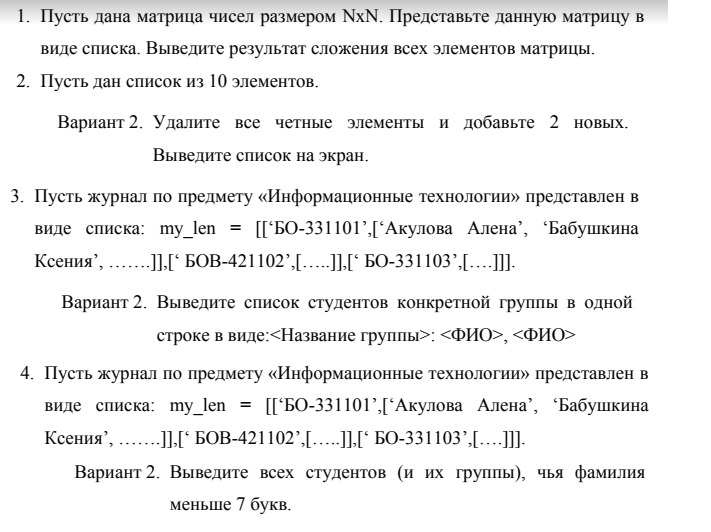 1. Пусть дана матрица чисел размером NxN. Представьте данную матрицу в
виде списка. Выведите результат сложения всех элементов матрицы.
2. Пусть дан список из 10 элементов.
Вариант 2. Удалите все четные элементы и добавьте 2 новых.
Выведите список на экран.
3. Пусть журнал по предмету «Информационные технологии» представлен в
виде списка: my_len = [[‘БО-331101’,[‘Акулова Алена’, ‘Бабушкина
Ксения’, …….]],[‘ БОВ-421102’,[…..]],[‘ БО-331103’,[….]]].
Вариант 2. Выведите список студентов конкретной группы в одной
строке в виде:<Название группы>: <ФИО>, <ФИО>
4. Пусть журнал по предмету «Информационные технологии» представлен в
виде списка: my_len = [[‘БО-331101’,[‘Акулова Алена’, ‘Бабушкина
Ксения’, …….]],[‘ БОВ-421102’,[…..]],[‘ БО-331103’,[….]]].
Вариант 2. Выведите всех студентов (и их группы), чья фамилия
меньше 7 букв.